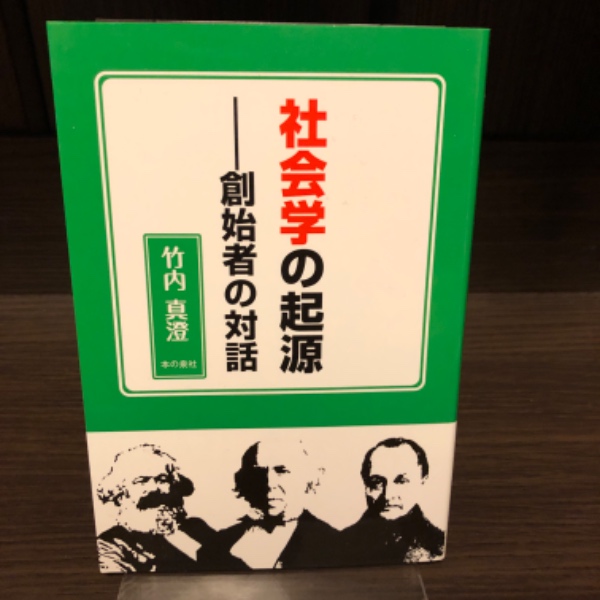 社会学の起源
──創始者の対話
竹内 真澄
本の泉社